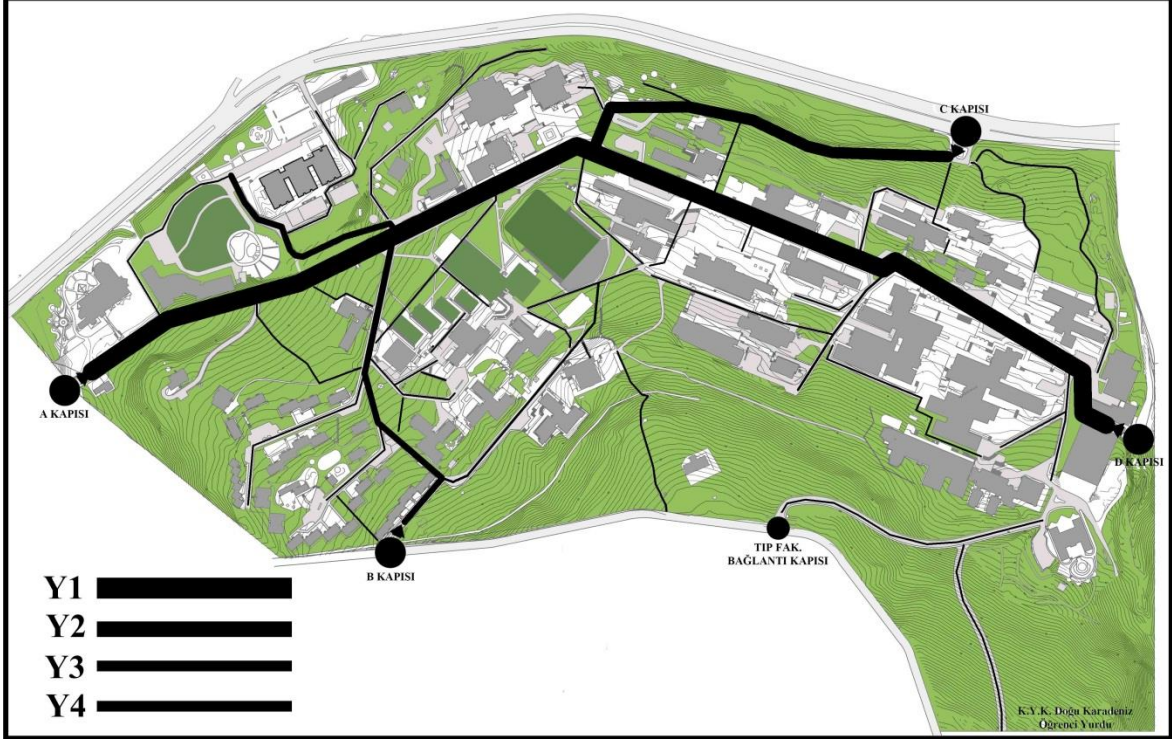 C KAPISI
A KAPISI
D KAPISI
B KAPISI
TIP FAK.
BAĞLANTI KAPISI
Y1
Y2
Y3
Y4
K.Y.K. Doğu Karadeniz
Öğrenci Yurdu